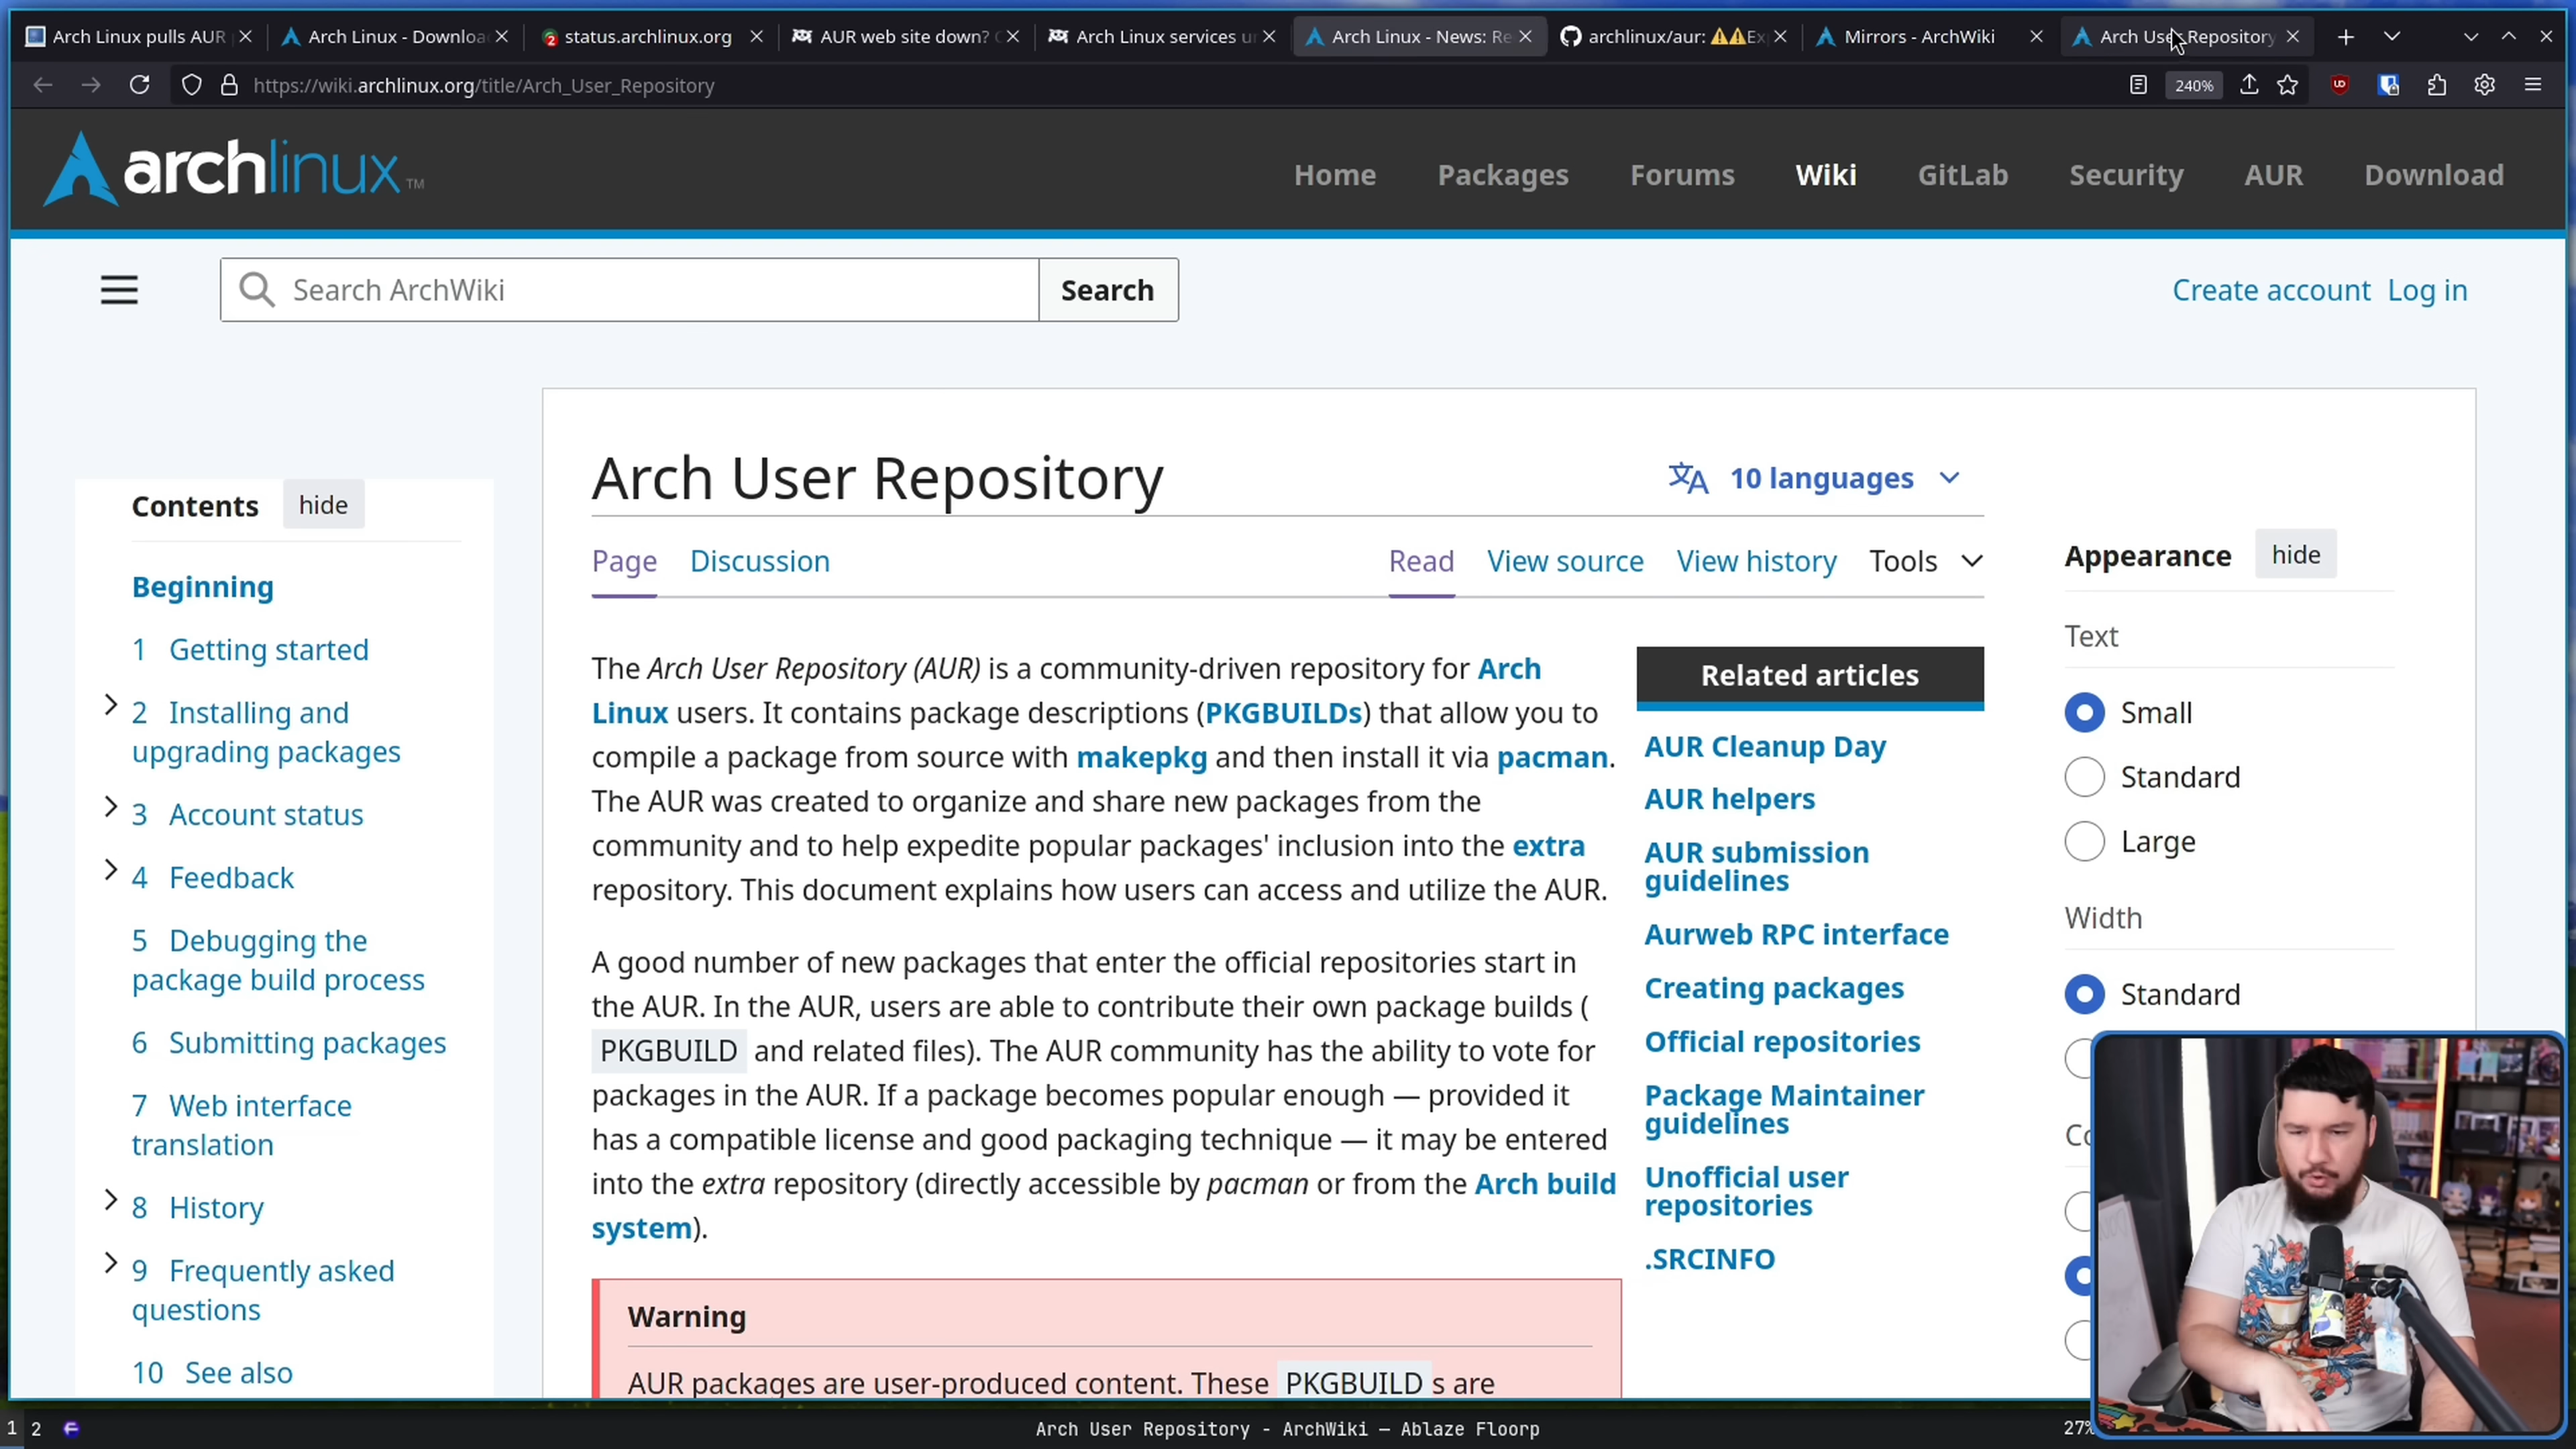 Arch Linux pulls AUR
Arch Linux - Downloa
status.archlinux.org
AUR web site down?
Arch Linux services
Arch Linux - News: Re
archlinux/aur: ⚠️⚠️Ex
Mirrors - ArchWiki
Arch User Repository
https://wiki.archlinux.org/title/Arch_User_Repository
240%
archlinux™
Home
Packages
Forums
Wiki
GitLab
Security
AUR
Download
Search ArchWiki
Search
Create account
Log in
Contents
hide
Beginning
1 Getting started
2 Installing and
upgrading packages
3 Account status
4 Feedback
5 Debugging the
package build process
6 Submitting packages
7 Web interface
translation
8 History
9 Frequently asked
questions
10 See also
Arch User Repository
10 languages
Page
Discussion
Read
View source
View history
Tools
The Arch User Repository (AUR) is a community-driven repository for Arch
Linux users. It contains package descriptions (PKGBUILDs) that allow you to
compile a package from source with makepkg and then install it via pacman.
The AUR was created to organize and share new packages from the
community and to help expedite popular packages' inclusion into the extra
repository. This document explains how users can access and utilize the AUR.
A good number of new packages that enter the official repositories start in
the AUR. In the AUR, users are able to contribute their own package builds (
PKGBUILD and related files). The AUR community has the ability to vote for
packages in the AUR. If a package becomes popular enough — provided it
has a compatible license and good packaging technique — it may be entered
into the extra repository (directly accessible by pacman or from the Arch build
system).
Warning
AUR packages are user-produced content. These PKGBUILDs are
Related articles
AUR Cleanup Day
AUR helpers
AUR submission
guidelines
Aurweb RPC interface
Creating packages
Official repositories
Package Maintainer
guidelines
Unofficial user
repositories
.SRCINFO
Appearance
hide
Text
Small
Standard
Large
Width
Standard
Co
1 2
Arch User Repository - ArchWiki — Ablaze Floorp
27%